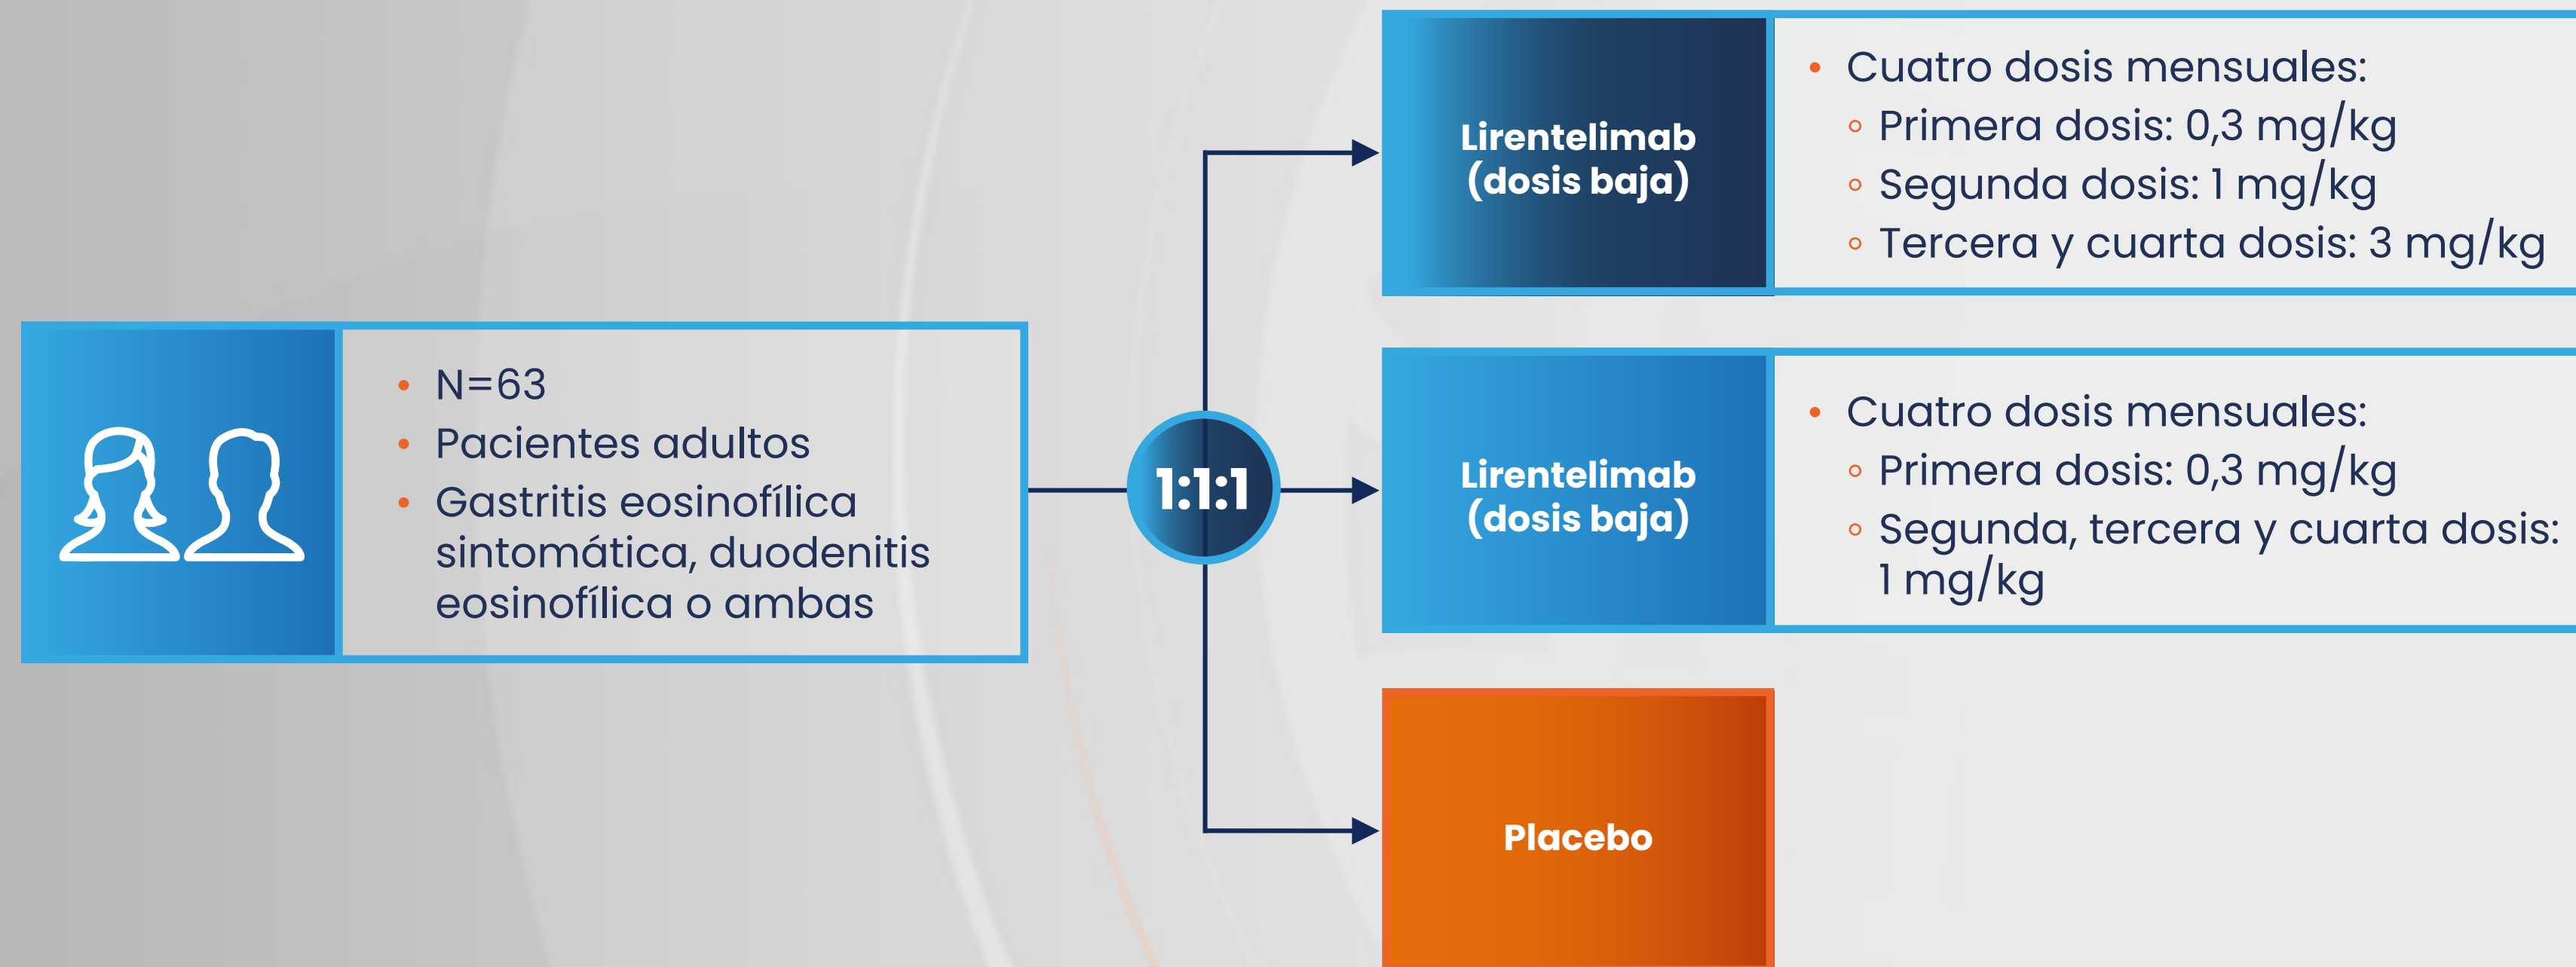 • N=63
• Pacientes adultos
• Gastritis eosinofílica
sintomática, duodenitis
eosinofílica o ambas
1:1:1
Lirentelimab
(dosis baja)
• Cuatro dosis mensuales:
◦ Primera dosis: 0,3 mg/kg
◦ Segunda dosis: 1 mg/kg
◦ Tercera y cuarta dosis: 3 mg/kg
Lirentelimab
(dosis baja)
• Cuatro dosis mensuales:
◦ Primera dosis: 0,3 mg/kg
◦ Segunda, tercera y cuarta dosis:
1 mg/kg
Placebo